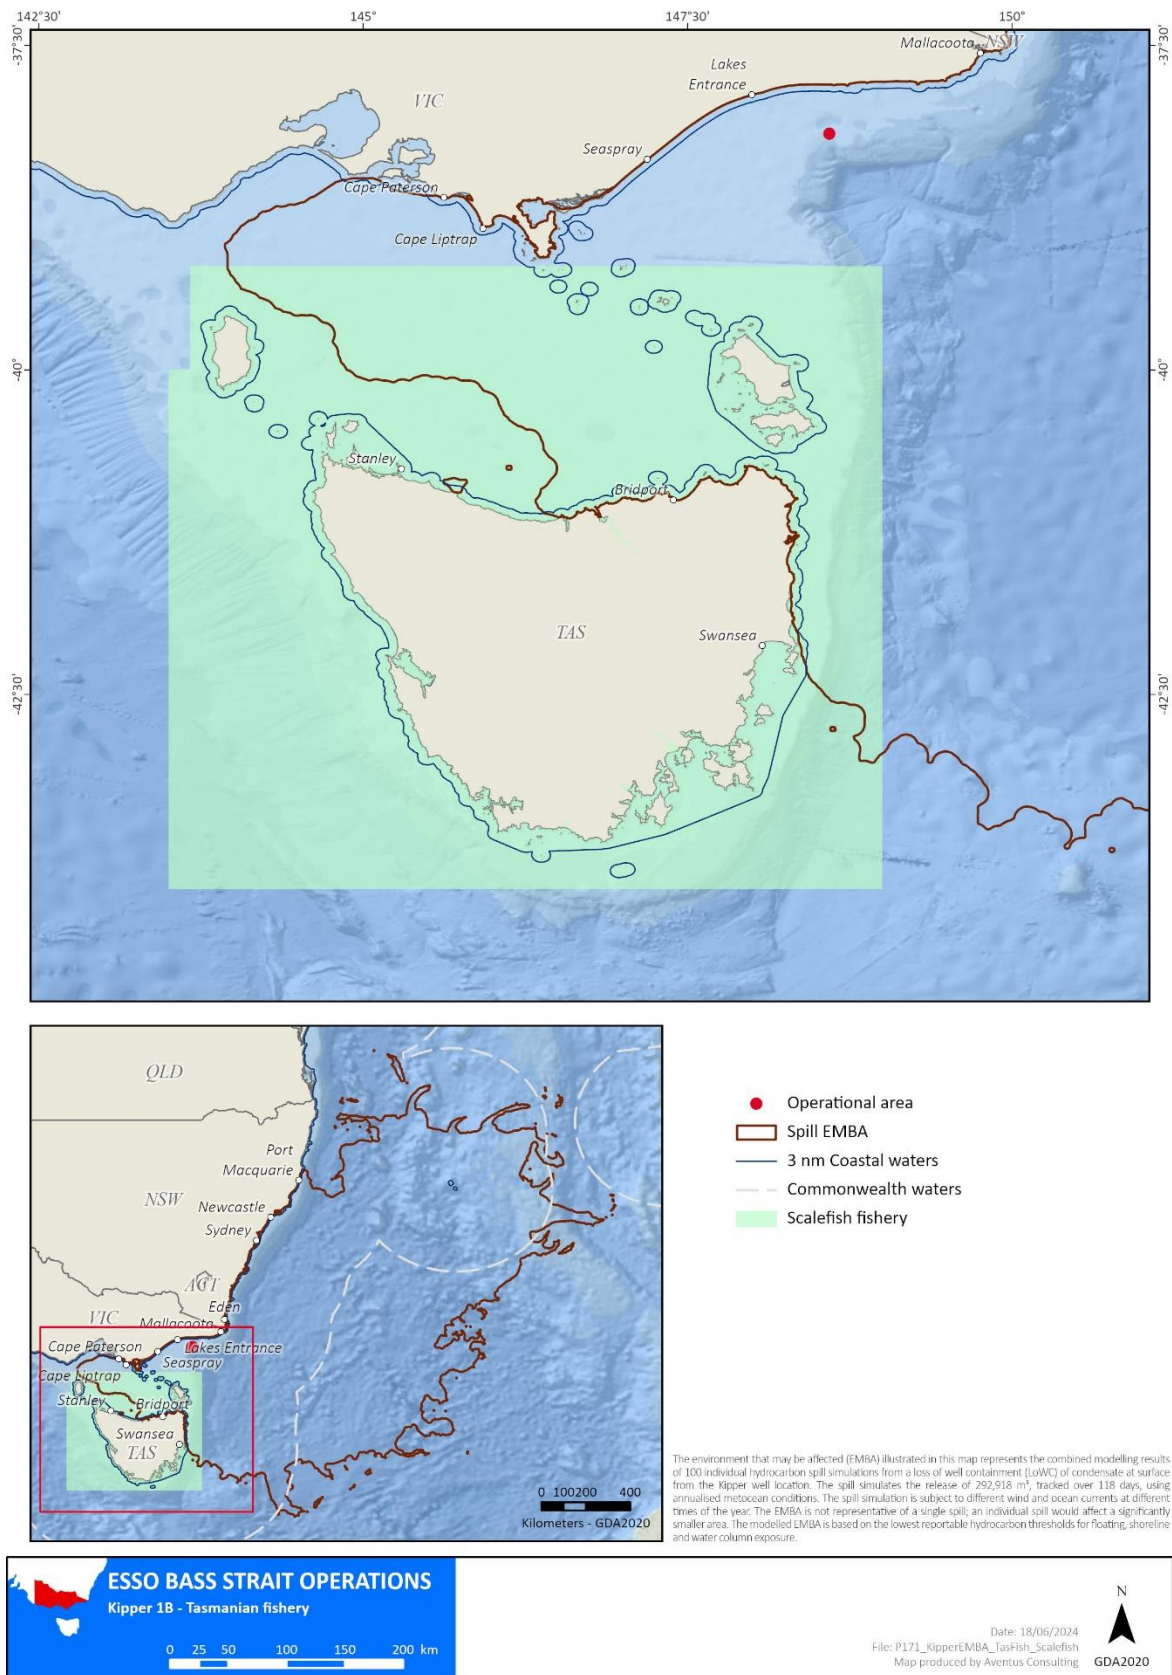 142°30'
145°
147°30'
150°
-37°30'
-37°30'
Mallacoota
NSW
Lakes
Entrance
VIC
Seaspray
Cape Paterson
Cape Liptrap
-40°
-40°
Stanley
Bridport
TAS
Swansea
-42°30'
-42°30'
QLD
Port
Macquarie
NSW
Newcastle
Sydney
ACT
Eden
VIC
Mallacoota
Cape Paterson
Lakes Entrance
Seaspray
Cape Liptrap
Stanley
Bridport
Swansea
TAS
0 100200 400
Kilometers - GDA2020
Operational area
Spill EMBA
3 nm Coastal waters
Commonwealth waters
Scalefish fishery
The environment that may be affected (EMBA) illustrated in this map represents the combined modelling results
of 100 individual hydrocarbon spill simulations from a loss of well containment (LoWC) of condensate at surface
from the Kipper well location. The spill simulates the release of 292,918 m³, tracked over 118 days, using
annualised metocean conditions. The spill simulation is subject to different wind and ocean currents at different
times of the year. The EMBA is not representative of a single spill; an individual spill would affect a significantly
smaller area. The modelled EMBA is based on the lowest reportable hydrocarbon thresholds for floating, shoreline
and water column exposure.
ESSO BASS STRAIT OPERATIONS
Kipper 1B - Tasmanian fishery
0 25 50 100 150 200 km
N
Date: 18/06/2024
File: P171_KipperEMBA_TasFish_Scalefish
Map produced by Aventus Consulting
GDA2020